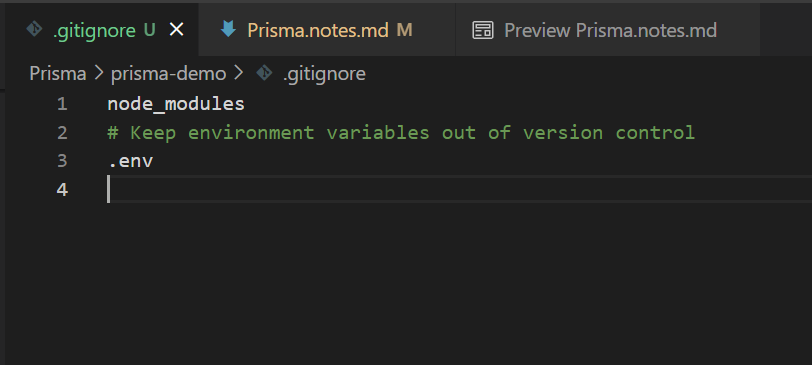 .gitignore U Prisma.notes.md M Preview Prisma.notes.md
Prisma > prisma-demo > .gitignore
1 node_modules
2 # Keep environment variables out of version control
3 .env
4